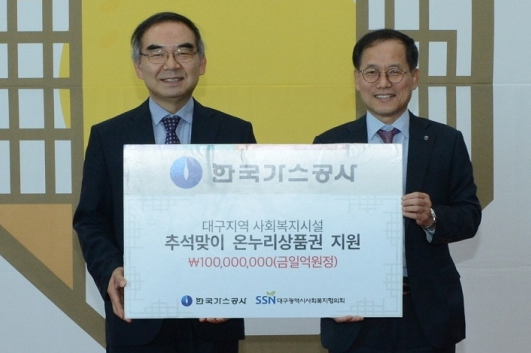 한국가스공사
대구지역 사회복지시설
추석맞이 온누리상품권 지원
₩100,000,000(금일억원정)
한국가스공사 SSN 대구광역시사회복지협의회